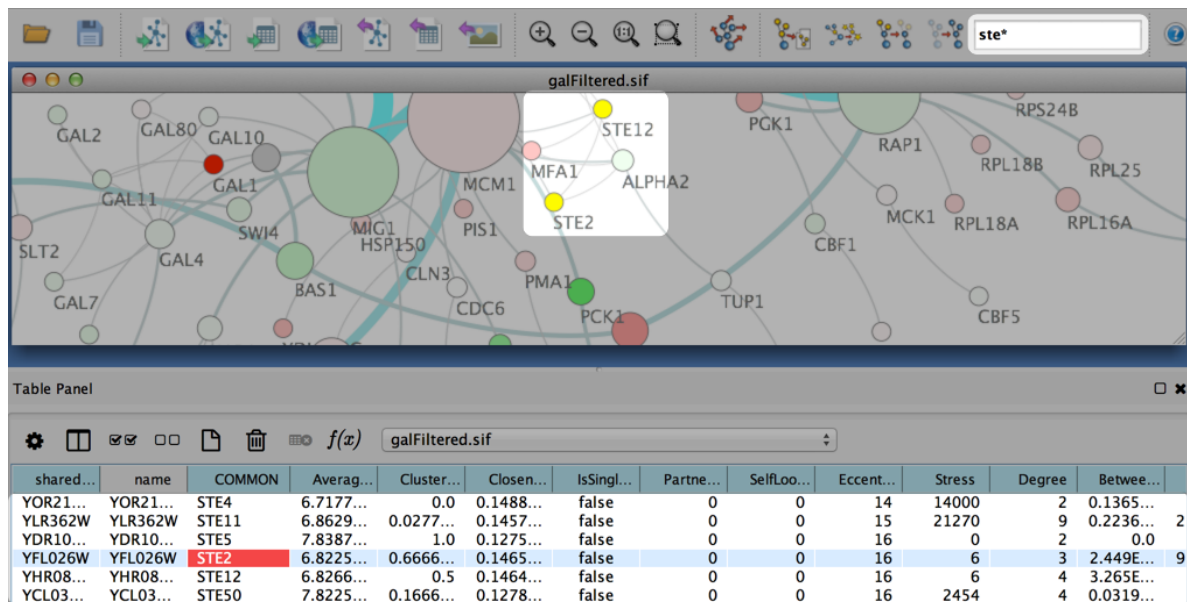 ste*
galFiltered.sif
GAL2
GAL80
GAL10
STE12
PGK1
RPS24B
GAL1
MCM1
MFA1
ALPHA2
RAP1
RPL18B
RPL25
GAL11
SWI4
MIG1
HSP150
PIS1
STE2
CBF1
MCK1
RPL18A
RPL16A
SLT2
GAL4
BAS1
CLN3
CDC6
PMA1
PCK1
TUP1
CBF5
GAL7
Table Panel
f(x) galFiltered.sif
shared... name COMMON Averag... Cluster... Closen... IsSingl... Partne... SelfLoo... Eccent... Stress Degree Betwee...
YOR21... YOR21... STE4 6.7177... 0.0 0.1488... false 0 0 14 14000 2 0.1365...
YLR362W YLR362W STE11 6.8629... 0.0277... 0.1457... false 0 0 15 21270 9 0.2236... 2
YDR10... YDR10... STE5 7.8387... 1.0 0.1275... false 0 0 16 0 2 0.0
YFL026W YFL026W STE2 6.8225... 0.6666... 0.1465... false 0 0 16 6 3 2.449E... 9
YHR08... YHR08... STE12 6.8266... 0.5 0.1464... false 0 0 16 6 4 3.265E...
YCL03... YCL03... STE50 7.8225... 0.1666... 0.1278... false 0 0 16 2454 4 0.0319...